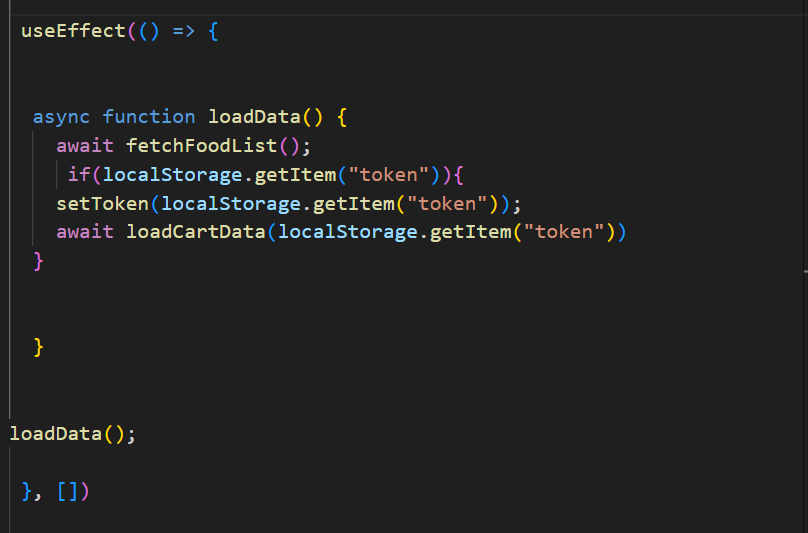 useEffect(() => {
async function loadData() {
await fetchFoodList();
if(localStorage.getItem("token")){
setToken(localStorage.getItem("token"));
await loadCartData(localStorage.getItem("token"))
}
}
loadData();
}, [])